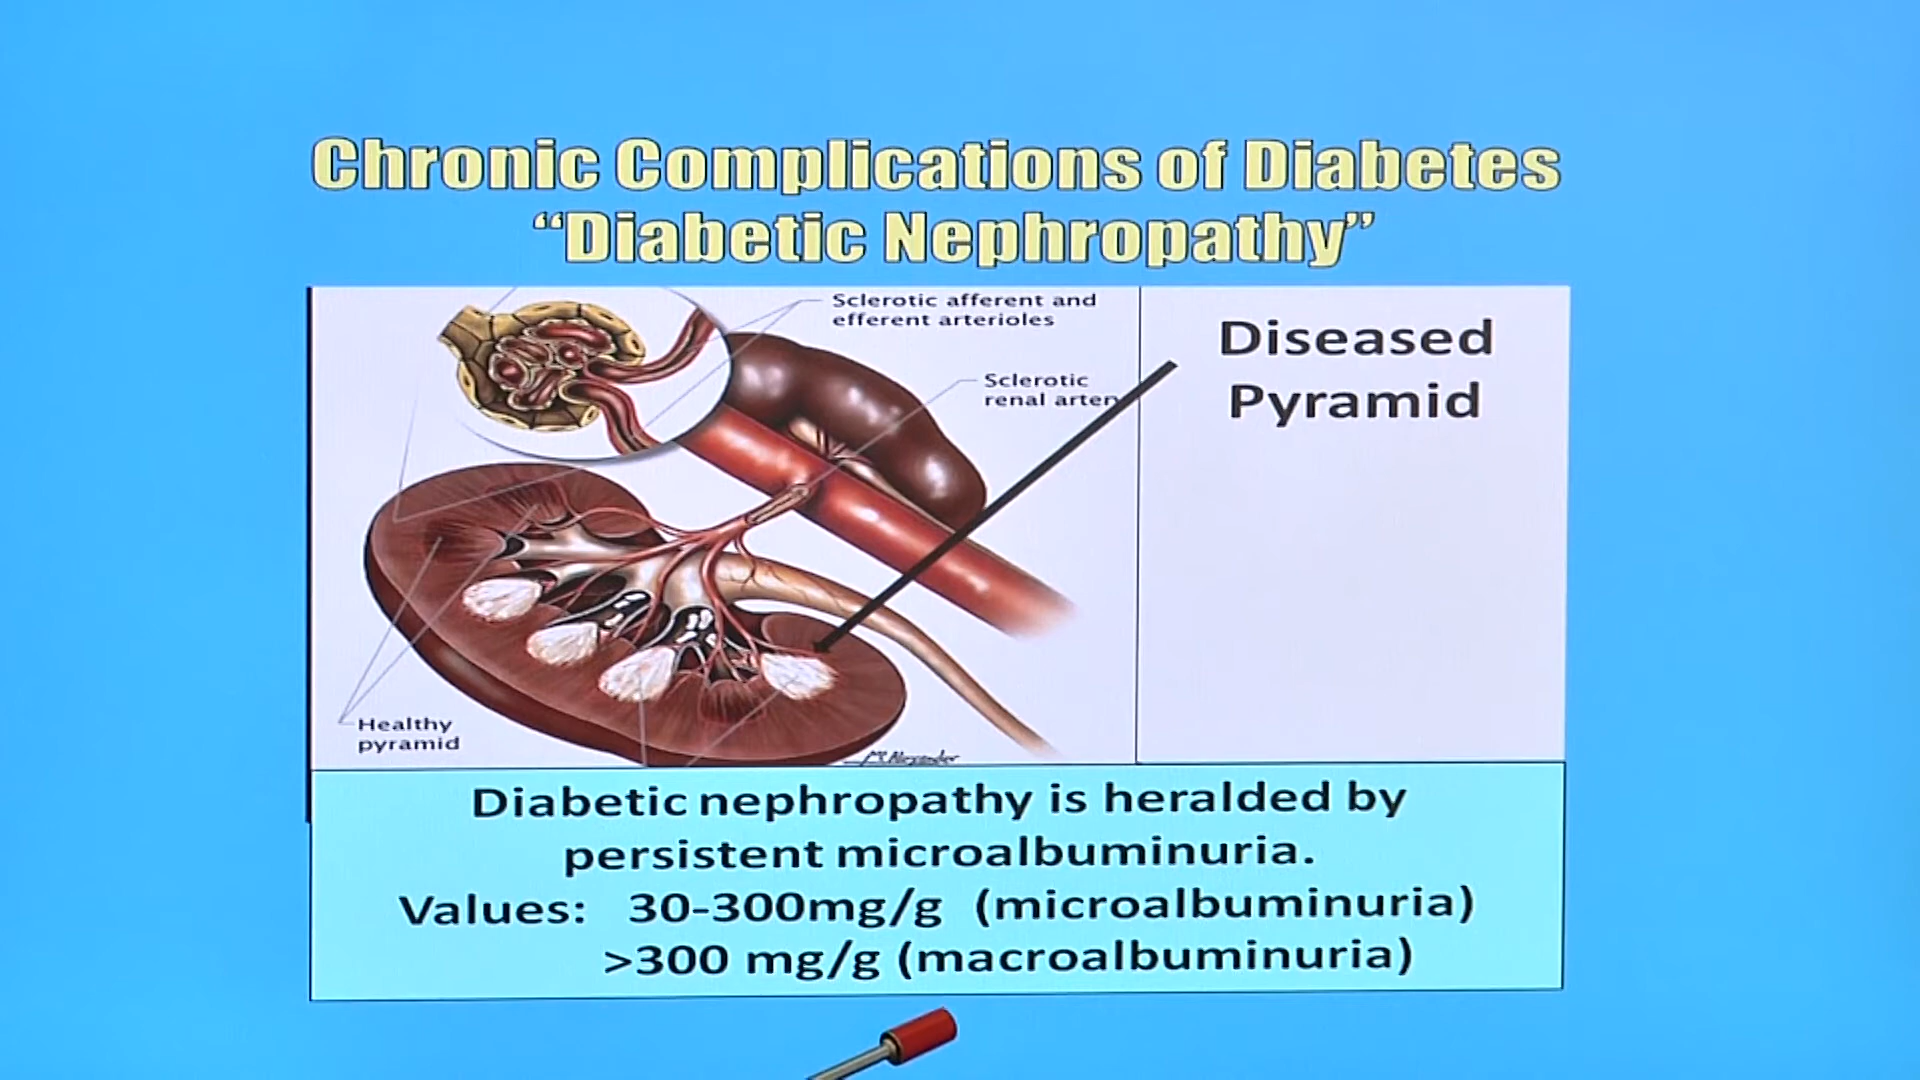 Chronic Complications of Diabetes
“Diabetic Nephropathy”
Sclerotic afferent and
efferent arterioles
Sclerotic
renal
Diseased
Pyramid
Healthy
pyramid
Diabetic nephropathy is heralded by
persistent microalbuminuria.
Values: 30-300mg/g (microalbuminuria)
>300 mg/g (macroalbuminuria)